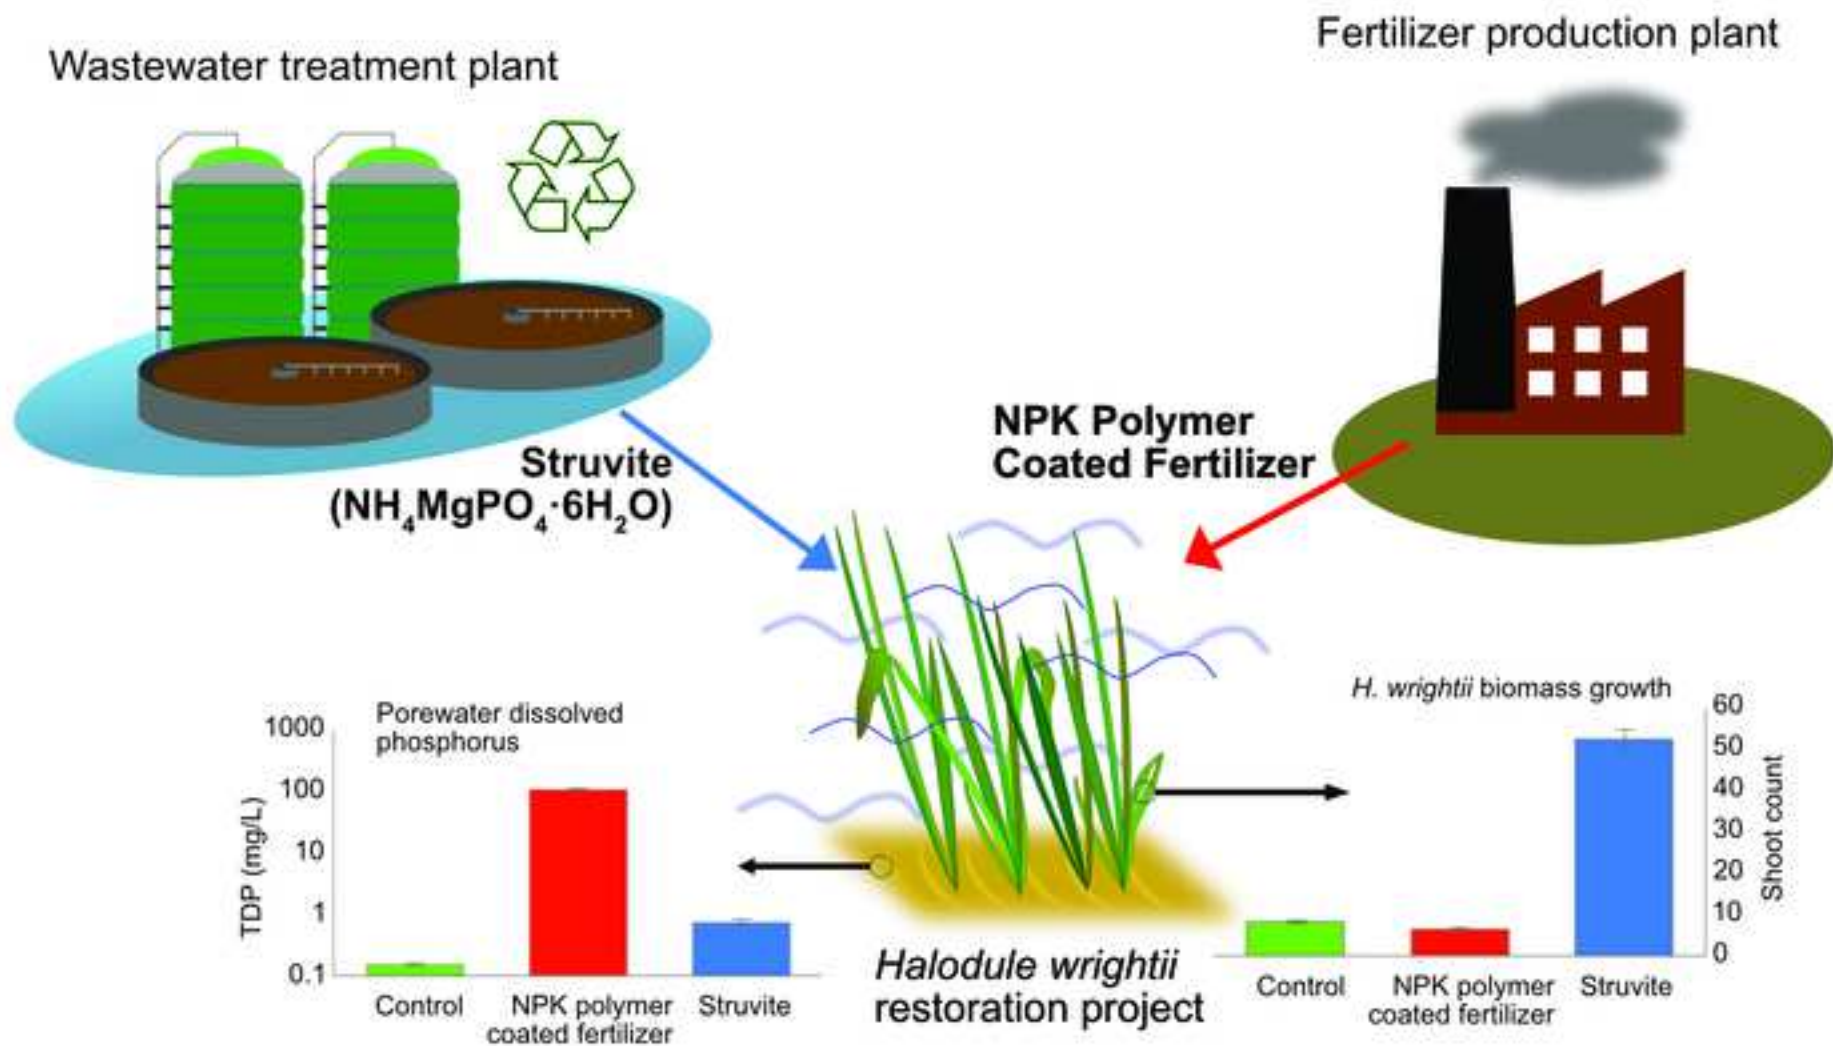 Wastewater treatment plant
Fertilizer production plant
NPK Polymer
Coated Fertilizer
Struvite
(NH₄MgPO₄·6H₂O)
Porewater dissolved
phosphorus
1000
100
10
1
0.1
TDP (mg/L)
Control
NPK polymer
coated fertilizer
Struvite
Halodule wrightii
restoration project
H. wrightii biomass growth
60
50
40
30
20
10
0
Shoot count
Control
NPK polymer
coated fertilizer
Struvite